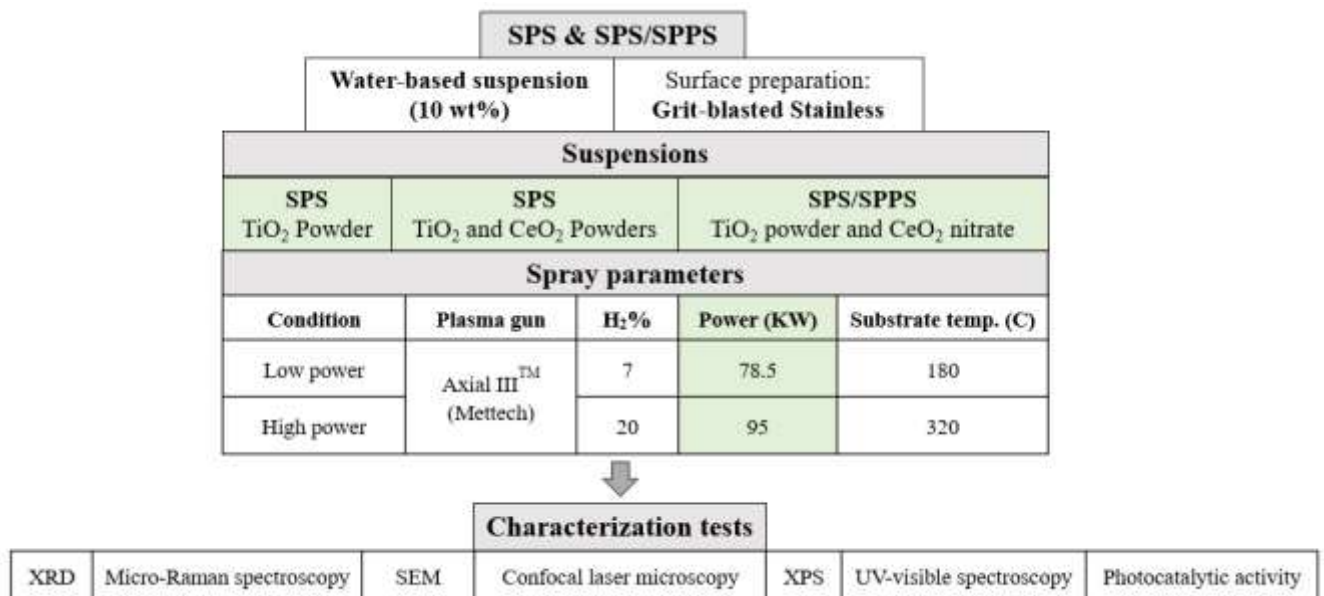 SPS & SPS/SPPS
Water-based suspension
(10 wt%)
Surface preparation:
Grit-blasted Stainless
Suspensions
SPS
TiO₂ Powder
SPS
TiO₂ and CeO₂ Powders
SPS/SPPS
TiO₂ powder and CeO₂ nitrate
Spray parameters
Condition Plasma gun H₂% Power (KW) Substrate temp. (C)
Low power 7 78.5 180
Axial III™
(Mettech)
High power 20 95 320
Characterization tests
XRD Micro-Raman spectroscopy SEM Confocal laser microscopy XPS UV-visible spectroscopy Photocatalytic activity